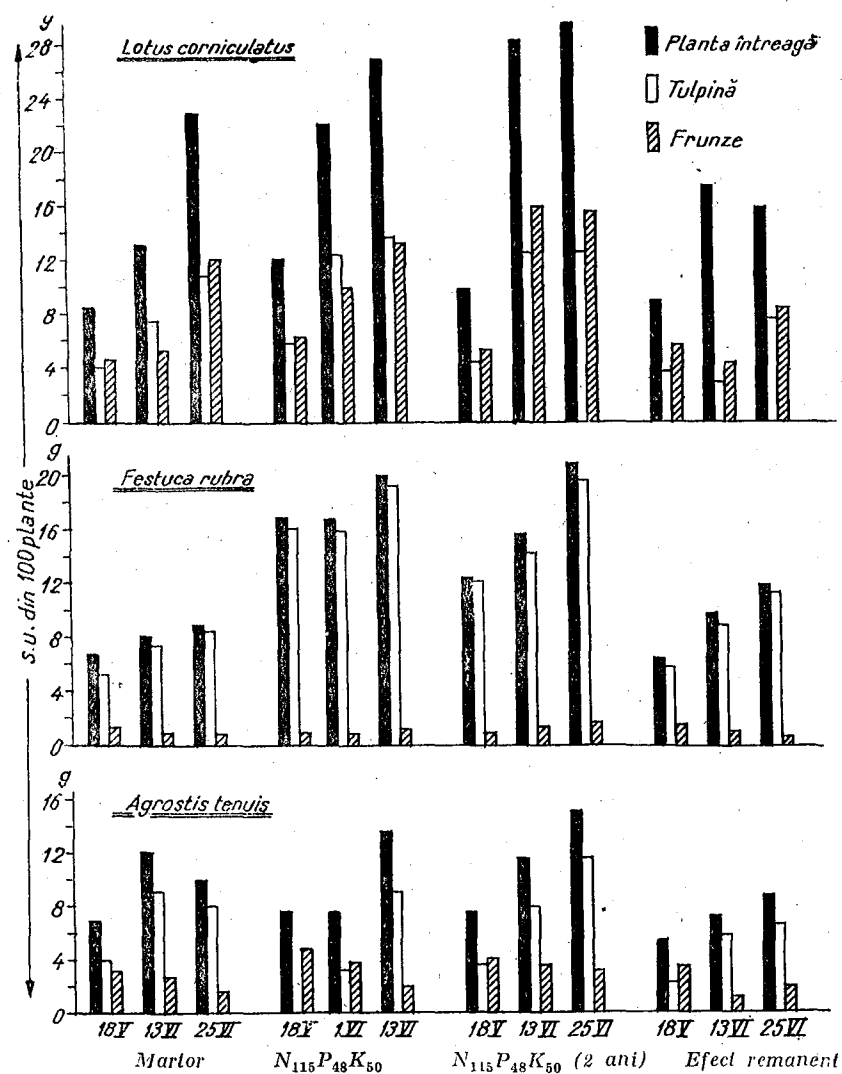 y
28
24
20
16
12
8
4
0
Lotus corniculatus
Planta întreagă
Tulpină
Frunze
s.u. din 100 plante
g
20
16
12
8
4
0
Festuca rubra
g
16
12
8
4
0
Agrostis tenuis
18V 13VI 25VI 18V 1VI 13VI 18V 13VI 25VI 18V 13VI 25VI
Martor N₁₁₅P₄₈K₅₀ N₁₁₅P₄₈K₅₀ (2 ani) Efect remanent